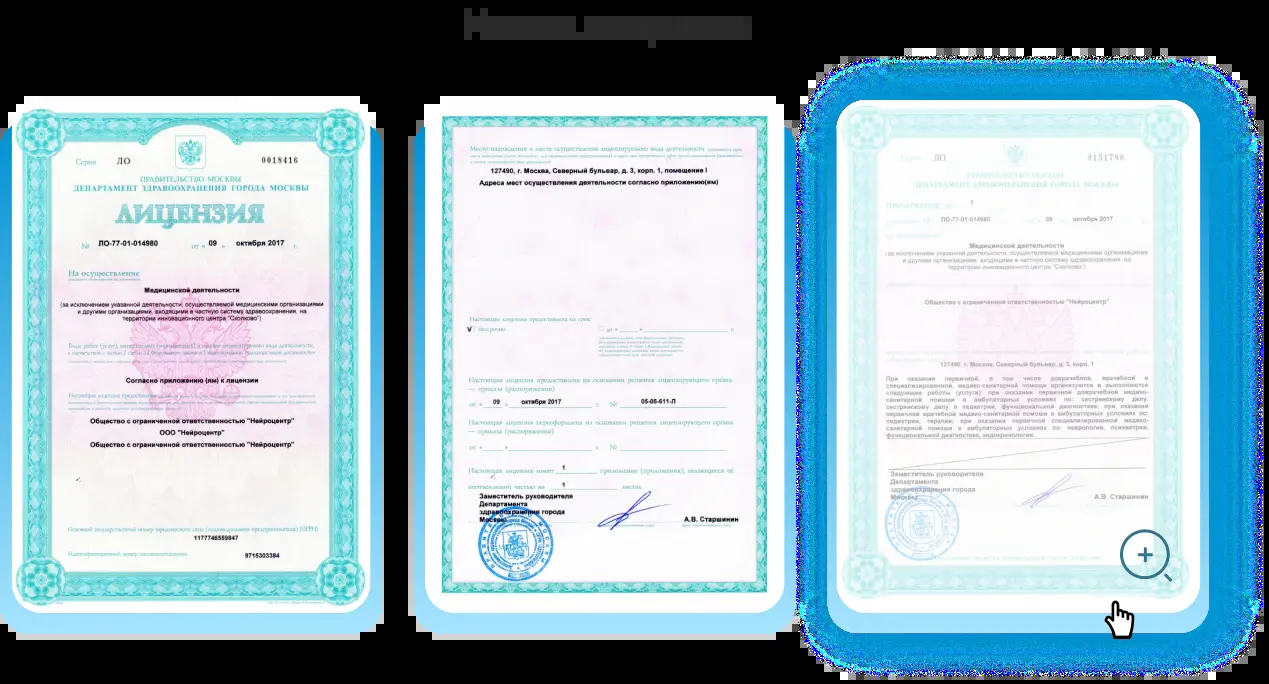 Серия ЛО 0018416
ПРАВИТЕЛЬСТВО МОСКВЫ
ДЕПАРТАМЕНТ ЗДРАВООХРАНЕНИЯ ГОРОДА МОСКВЫ
ЛИЦЕНЗИЯ
№ ЛО-77-01-014980 от « 09 » октября 2017 г.
На осуществление
Медицинской деятельности
(за исключением указанной деятельности, осуществляемой медицинскими организациями
и другими организациями, входящими в частную систему здравоохранения, на
территории инновационного центра "Сколково")
Согласно приложению (ям) к лицензии
Общество с ограниченной ответственностью "Нейроцентр"
ООО "Нейроцентр"
Общество с ограниченной ответственностью "Нейроцентр"
Основной государственный номер юридического лица (индивидуального предпринимателя) (ОГРН)
1177746559847
Идентификационный номер налогоплательщика
9715303384
Место нахождения и места осуществления лицензируемого вида деятельности
127490, г. Москва, Северный бульвар, д. 3, корп. 1, помещение I
Адреса мест осуществления деятельности согласно приложению(ям)
Настоящая лицензия предоставлена на срок:
V бессрочно до « » г.
Настоящая лицензия предоставлена на основании решения лицензирующего органа
— приказа (распоряжения)
от « 09 » октября 2017 г. № 05-05-611-Л
Настоящая лицензия переоформлена на основании решения лицензирующего органа
— приказа (распоряжения)
от « » г. №
Настоящая лицензия имеет 1 приложение (приложения), являющееся её
неотъемлемой частью на 1 листах
Заместитель руководителя
Департамента
здравоохранения города
Москвы
А.В. Старшинин
Серия ЛО 0151790
ПРАВИТЕЛЬСТВО МОСКВЫ
ДЕПАРТАМЕНТ ЗДРАВООХРАНЕНИЯ ГОРОДА МОСКВЫ
ПРИЛОЖЕНИЕ № 1
ЛО-77-01-014980 от « 09 » октября 2017
Медицинской деятельности
(за исключением указанной деятельности, осуществляемой медицинскими организациями
и другими организациями, входящими в частную систему здравоохранения, на
территории инновационного центра "Сколково")
Общество с ограниченной ответственностью "Нейроцентр"
127490, г. Москва, Северный бульвар, д. 3, корп. 1
При оказании первичной, в том числе доврачебной, врачебной и
специализированной, медико-санитарной помощи организуются и выполняются
следующие работы (услуги): при оказании первичной доврачебной медико-
санитарной помощи в амбулаторных условиях по: сестринскому делу,
сестринскому делу в педиатрии, функциональной диагностике; при оказании
первичной врачебной медико-санитарной помощи в амбулаторных условиях по:
педиатрии, терапии; при оказании первичной специализированной медико-
санитарной помощи в амбулаторных условиях по: неврологии, психиатрии,
функциональной диагностике, эндокринологии.
Заместитель руководителя
Департамента
здравоохранения города
Москвы
А.В. Старшинин